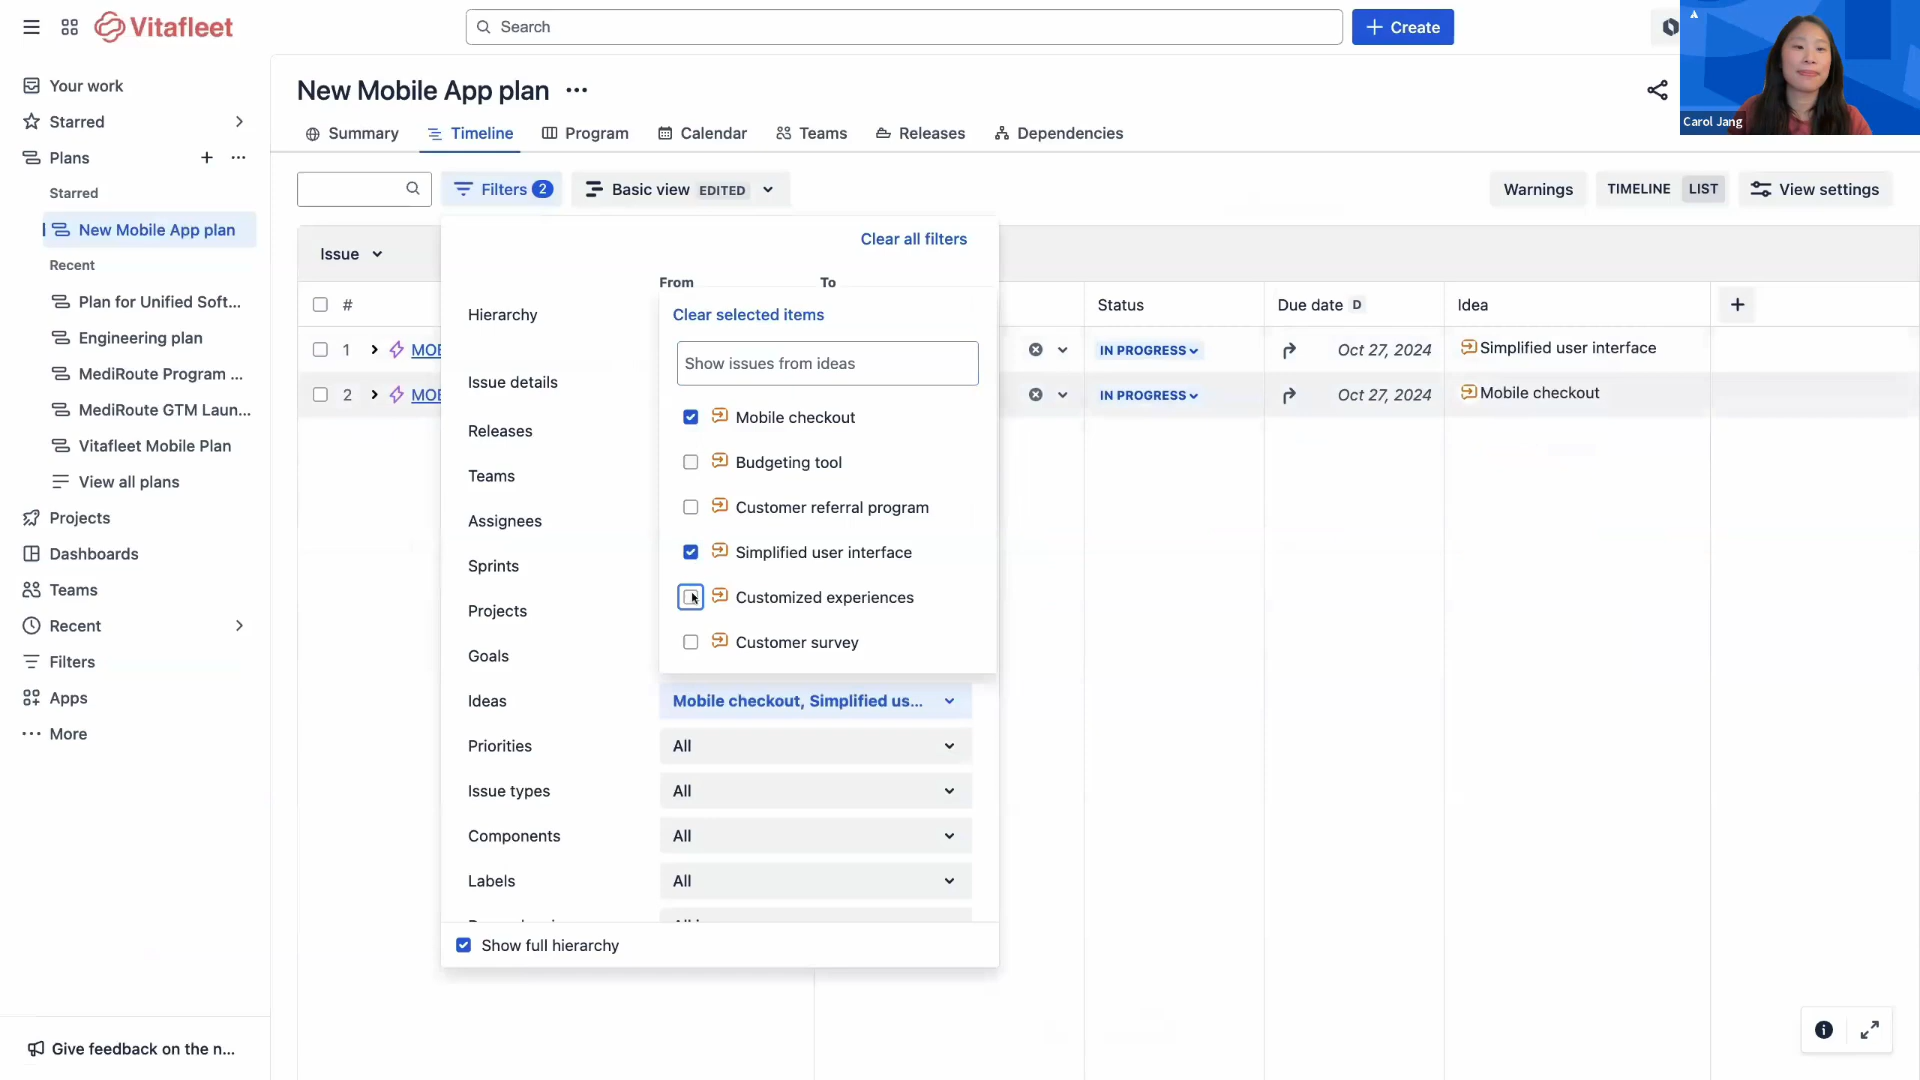 Vitafleet
Search
Create
Carol Jang
Your work
Starred
Plans
Starred
New Mobile App plan
Recent
Plan for Unified Soft...
Engineering plan
MediRoute Program ...
MediRoute GTM Laun...
Vitafleet Mobile Plan
View all plans
Projects
Dashboards
Teams
Recent
Filters
Apps
More
Give feedback on the n...
New Mobile App plan
Summary Timeline Program Calendar Teams Releases Dependencies
Filters 2 Basic view EDITED Warnings TIMELINE LIST View settings
Issue
# Status Due date D Idea
1 MOB IN PROGRESS Oct 27, 2024 Simplified user interface
2 MOB IN PROGRESS Oct 27, 2024 Mobile checkout
Clear all filters
From To
Hierarchy
Issue details
Releases
Teams
Assignees
Sprints
Projects
Goals
Clear selected items
Show issues from ideas
Mobile checkout
Budgeting tool
Customer referral program
Simplified user interface
Customized experiences
Customer survey
Ideas Mobile checkout, Simplified us...
Priorities All
Issue types All
Components All
Labels All
Show full hierarchy